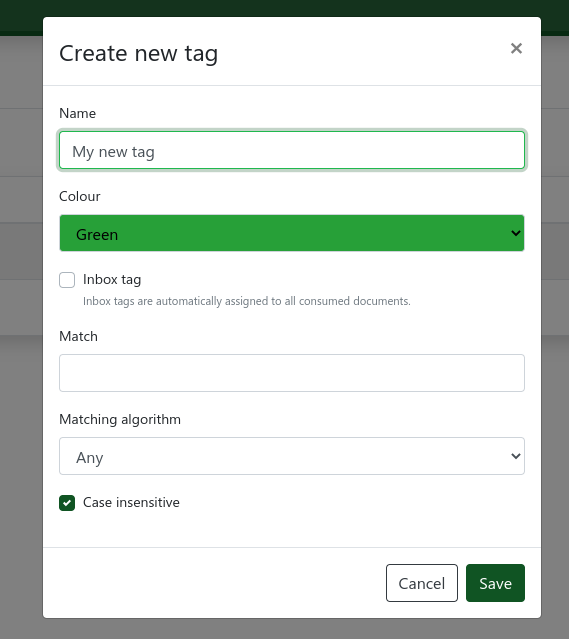 Create new tag
×
Name
My new tag
Colour
Green
Inbox tag
Inbox tags are automatically assigned to all consumed documents.
Match
Matching algorithm
Any
Case insensitive
Cancel Save